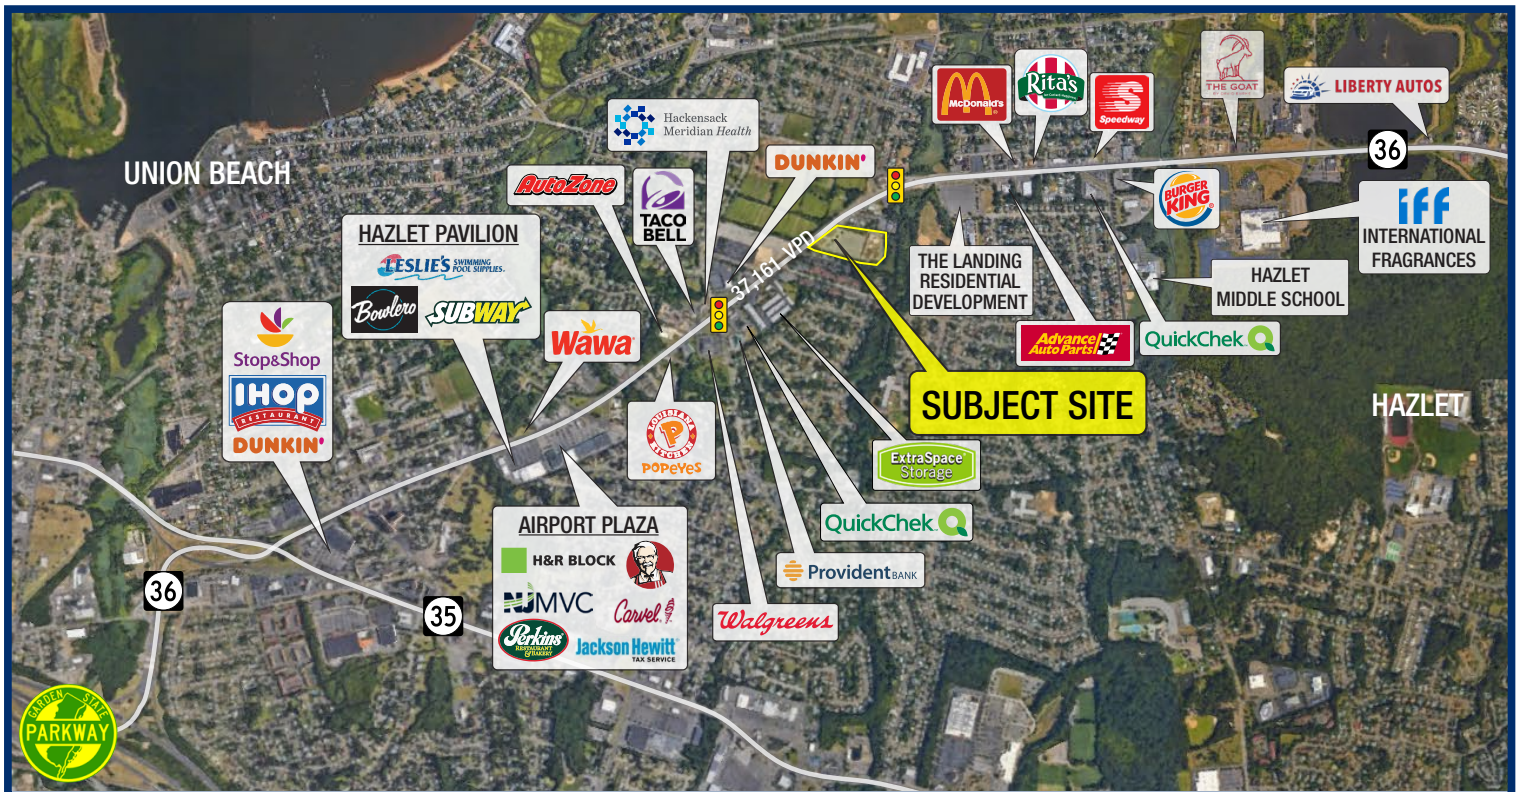 UNION BEACH
Hackensack
Meridian Health
DUNKIN'
AutoZone
TACO
BELL
McDonald's
Rita's
Speedway
THE GOAT
LIBERTY AUTOS
36
BURGER
KING
iff
INTERNATIONAL
FRAGRANCES
HAZLET
MIDDLE SCHOOL
THE LANDING
RESIDENTIAL
DEVELOPMENT
Advance
Auto Parts
QuickChek
HAZLET PAVILION
LESLIE'S SWIMMING
POOL SUPPLIES
Bowlero
SUBWAY
Wawa
37,161 VPD
SUBJECT SITE
HAZLET
Stop&Shop
IHOP
RESTAURANT
DUNKIN'
LOUISIANA
KITCHEN
POPEYES
ExtraSpace
Storage
QuickChek
Provident BANK
Walgreens
AIRPORT PLAZA
H&R BLOCK
NJMVC
Carvel
Perkins
RESTAURANT
& BAKERY
Jackson Hewitt
TAX SERVICE
36
35
GARDEN STATE
PARKWAY